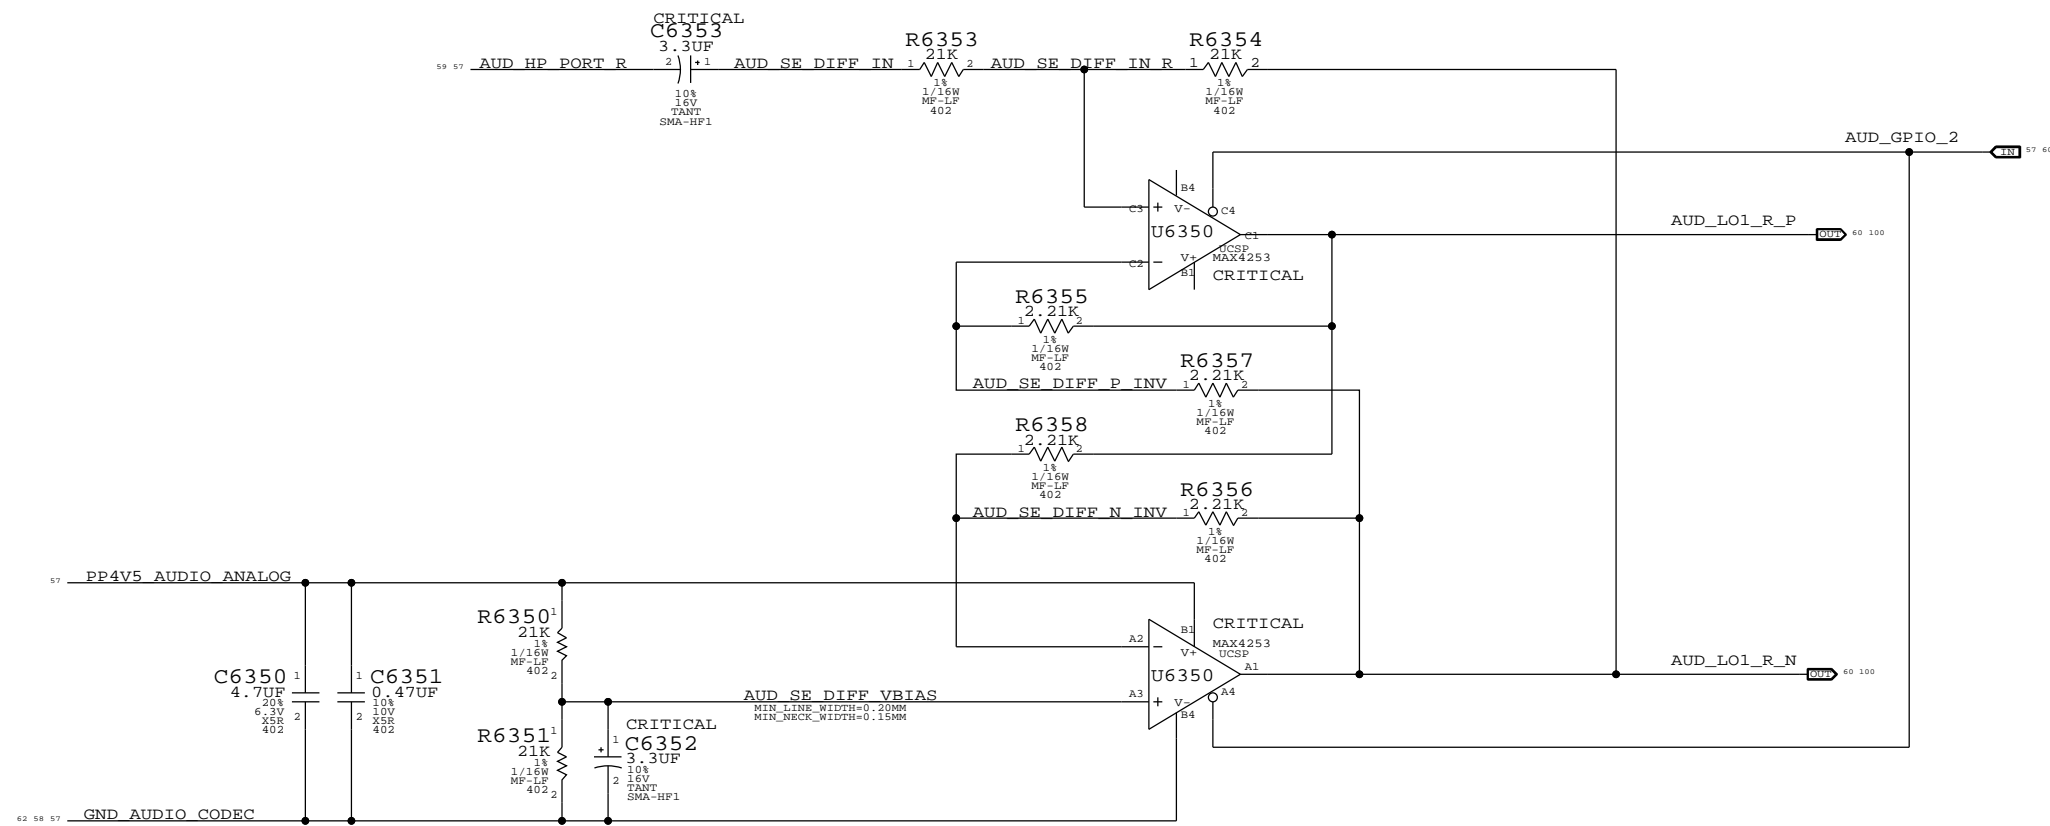 CRITICAL
C6353
3.3UF
59 57
AUD_HP_PORT_R
2
+
1
AUD_SE_DIFF_IN
10%
16V
TANT
SMA-HF1
R6353
21K
1
2
1%
1/16W
MF-LF
402
AUD_SE_DIFF_IN_R
R6354
21K
1
2
1%
1/16W
MF-LF
402
AUD_GPIO_2
IN
57 60
B4
C3
+
V-
C4
U6350
C1
UCSP
MAX4253
C2
-
V+
B1
CRITICAL
AUD_LO1_R_P
OUT
60 100
R6355
2.21K
1
2
1%
1/16W
MF-LF
402
R6357
2.21K
AUD_SE_DIFF_P_INV
1
2
1%
1/16W
MF-LF
402
R6358
2.21K
1
2
1%
1/16W
MF-LF
402
R6356
2.21K
AUD_SE_DIFF_N_INV
1
2
1%
1/16W
MF-LF
402
57
PP4V5_AUDIO_ANALOG
R6350
1
21K
1%
1/16W
MF-LF
402
2
C6350
1
4.7UF
20%
6.3V
X5R
402
2
C6351
1
0.47UF
10%
10V
X5R
402
2
AUD_SE_DIFF_VBIAS
MIN_LINE_WIDTH=0.20MM
MIN_NECK_WIDTH=0.15MM
R6351
1
21K
1%
1/16W
MF-LF
402
2
CRITICAL
C6352
1
+
3.3UF
10%
16V
TANT
SMA-HF1
2
B1
CRITICAL
A2
-
V+
MAX4253
UCSP
U6350
A1
A3
+
V-
A4
B4
AUD_LO1_R_N
OUT
60 100
62 58 57
GND_AUDIO_CODEC